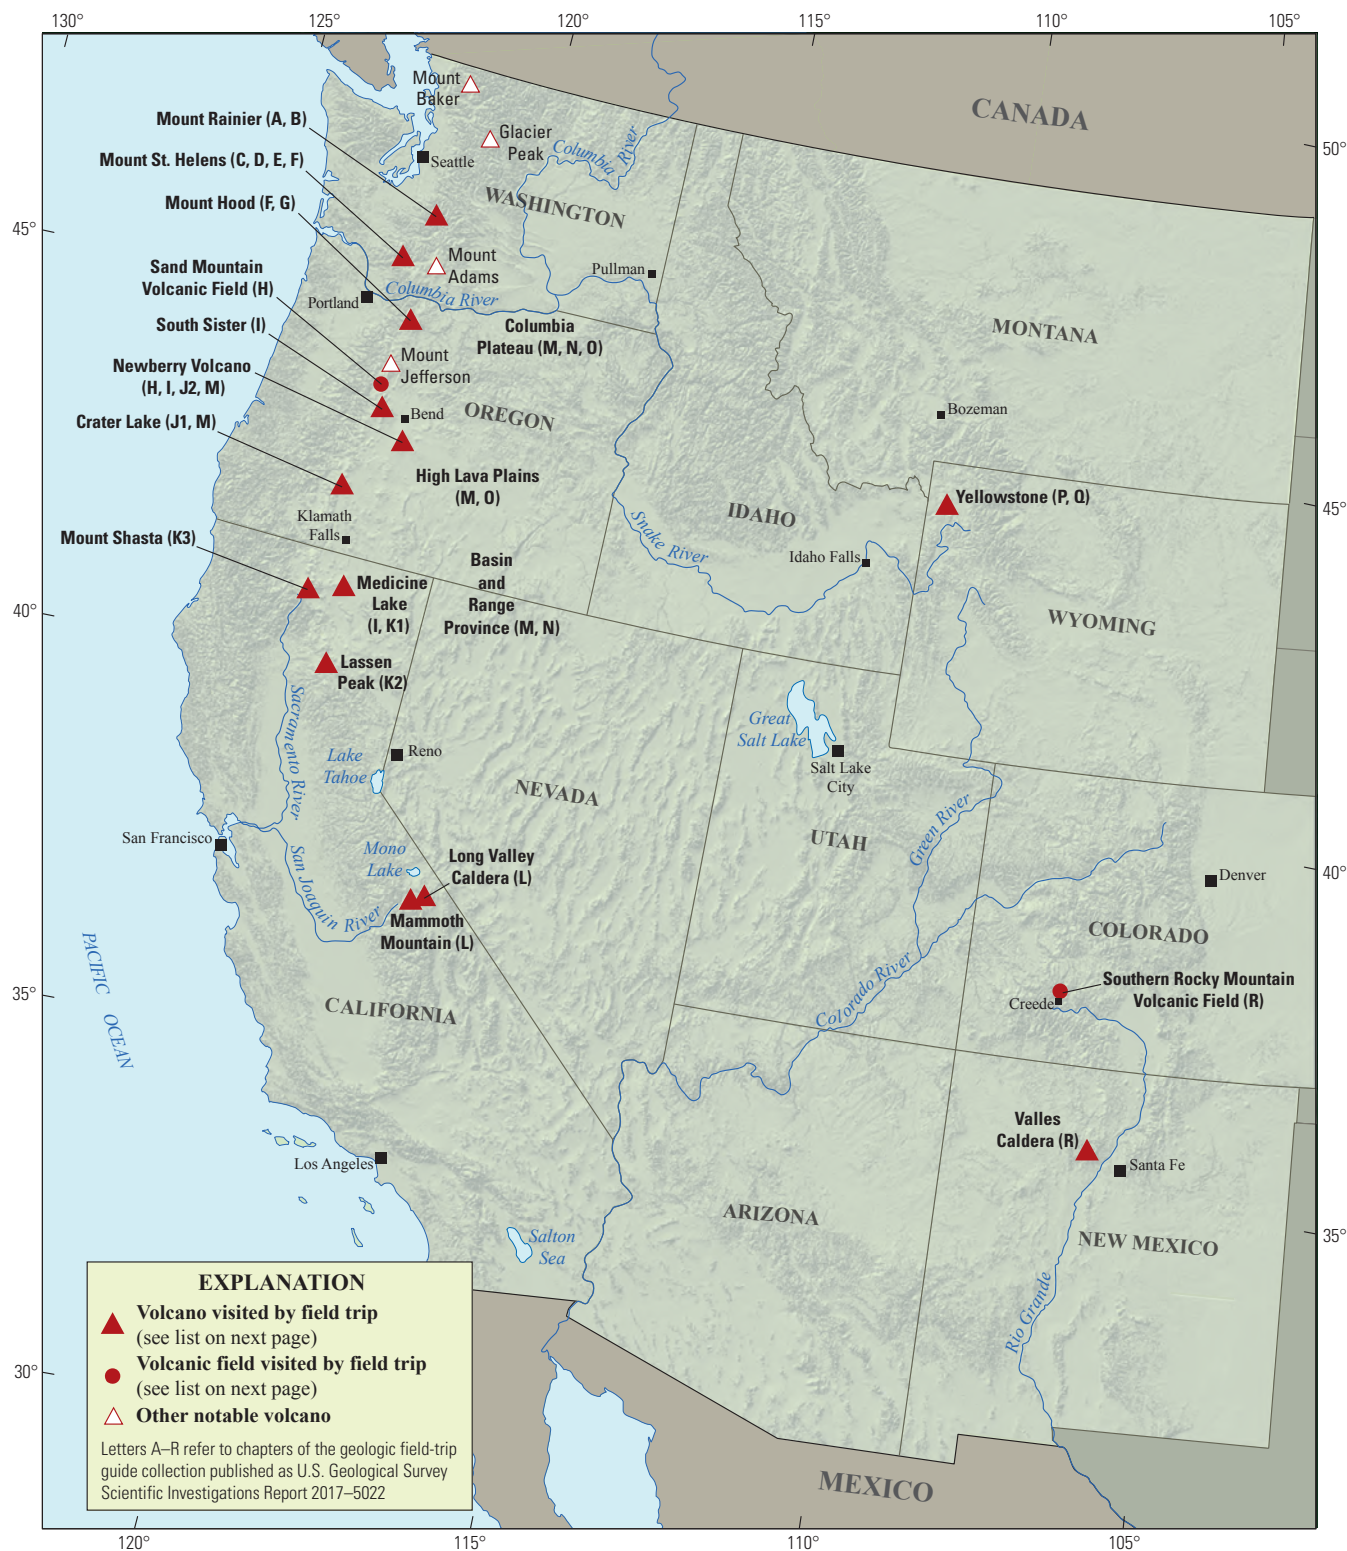 130°
125°
120°
115°
110°
105°
CANADA
Mount
Baker
Glacier
Peak
Columbia
River
50°
Mount Rainier (A, B)
Mount St. Helens (C, D, E, F)
Mount Hood (F, G)
Seattle
WASHINGTON
45°
Mount
Adams
Pullman
Sand Mountain
Volcanic Field (H)
Portland
Columbia River
South Sister (I)
Columbia
Plateau (M, N, O)
MONTANA
Newberry Volcano
(H, I, J2, M)
Mount
Jefferson
Crater Lake (J1, M)
Bend
OREGON
Bozeman
High Lava Plains
(M, O)
Yellowstone (P, Q)
45°
Klamath
Falls
IDAHO
Snake River
Idaho Falls
Mount Shasta (K3)
Basin
and
Range
Province (M, N)
40°
Medicine
Lake
(I, K1)
WYOMING
Lassen
Peak (K2)
Sacramento River
Great
Salt Lake
Salt Lake
City
Lake
Tahoe
Reno
NEVADA
UTAH
Green River
San Francisco
San Joaquin River
Mono
Lake
Long Valley
Caldera (L)
Mammoth
Mountain (L)
40°
Denver
COLORADO
PACIFIC OCEAN
35°
CALIFORNIA
Colorado River
Creede
Southern Rocky Mountain
Volcanic Field (R)
Valles
Caldera (R)
Santa Fe
Los Angeles
ARIZONA
NEW MEXICO
35°
Salton
Sea
Rio Grande
30°
EXPLANATION
Volcano visited by field trip
(see list on next page)
Volcanic field visited by field trip
(see list on next page)
Other notable volcano
Letters A–R refer to chapters of the geologic field-trip
guide collection published as U.S. Geological Survey
Scientific Investigations Report 2017–5022
MEXICO
120°
115°
110°
105°